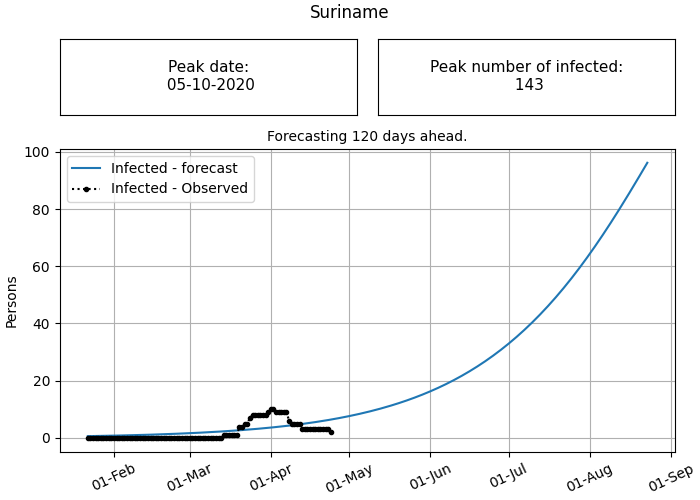 Suriname
Peak date:
05-10-2020
Peak number of infected:
143
Forecasting 120 days ahead.
Infected - forecast
Infected - Observed
Persons
100
80
60
40
20
0
01-Feb
01-Mar
01-Apr
01-May
01-Jun
01-Jul
01-Aug
01-Sep